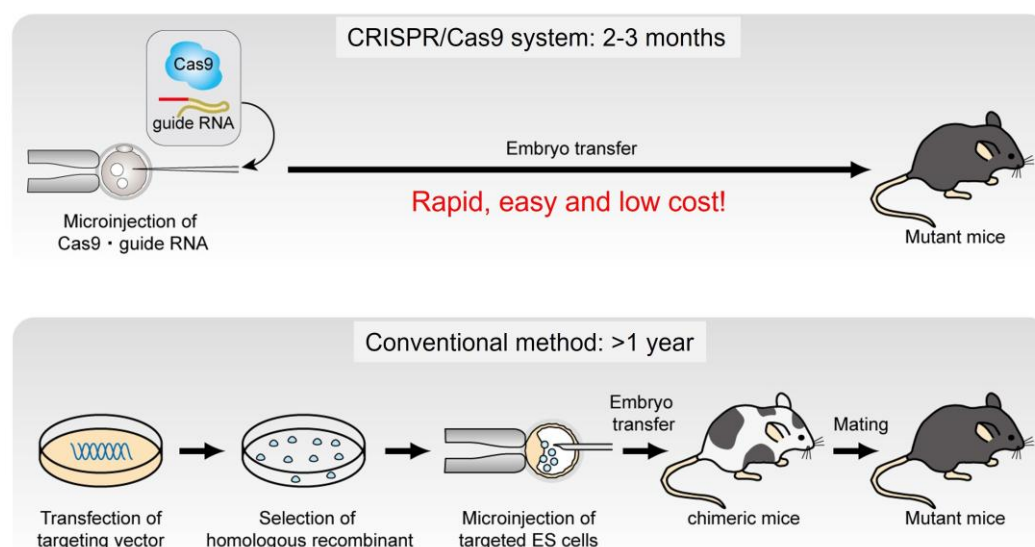 CRISPR/Cas9 system: 2-3 months
Cas9
guide RNA
Embryo transfer
Rapid, easy and low cost!
Microinjection of
Cas9・guide RNA
Mutant mice
Conventional method: >1 year
Embryo
transfer
Mating
Transfection of
targeting vector
Selection of
homologous recombinant
Microinjection of
targeted ES cells
chimeric mice
Mutant mice